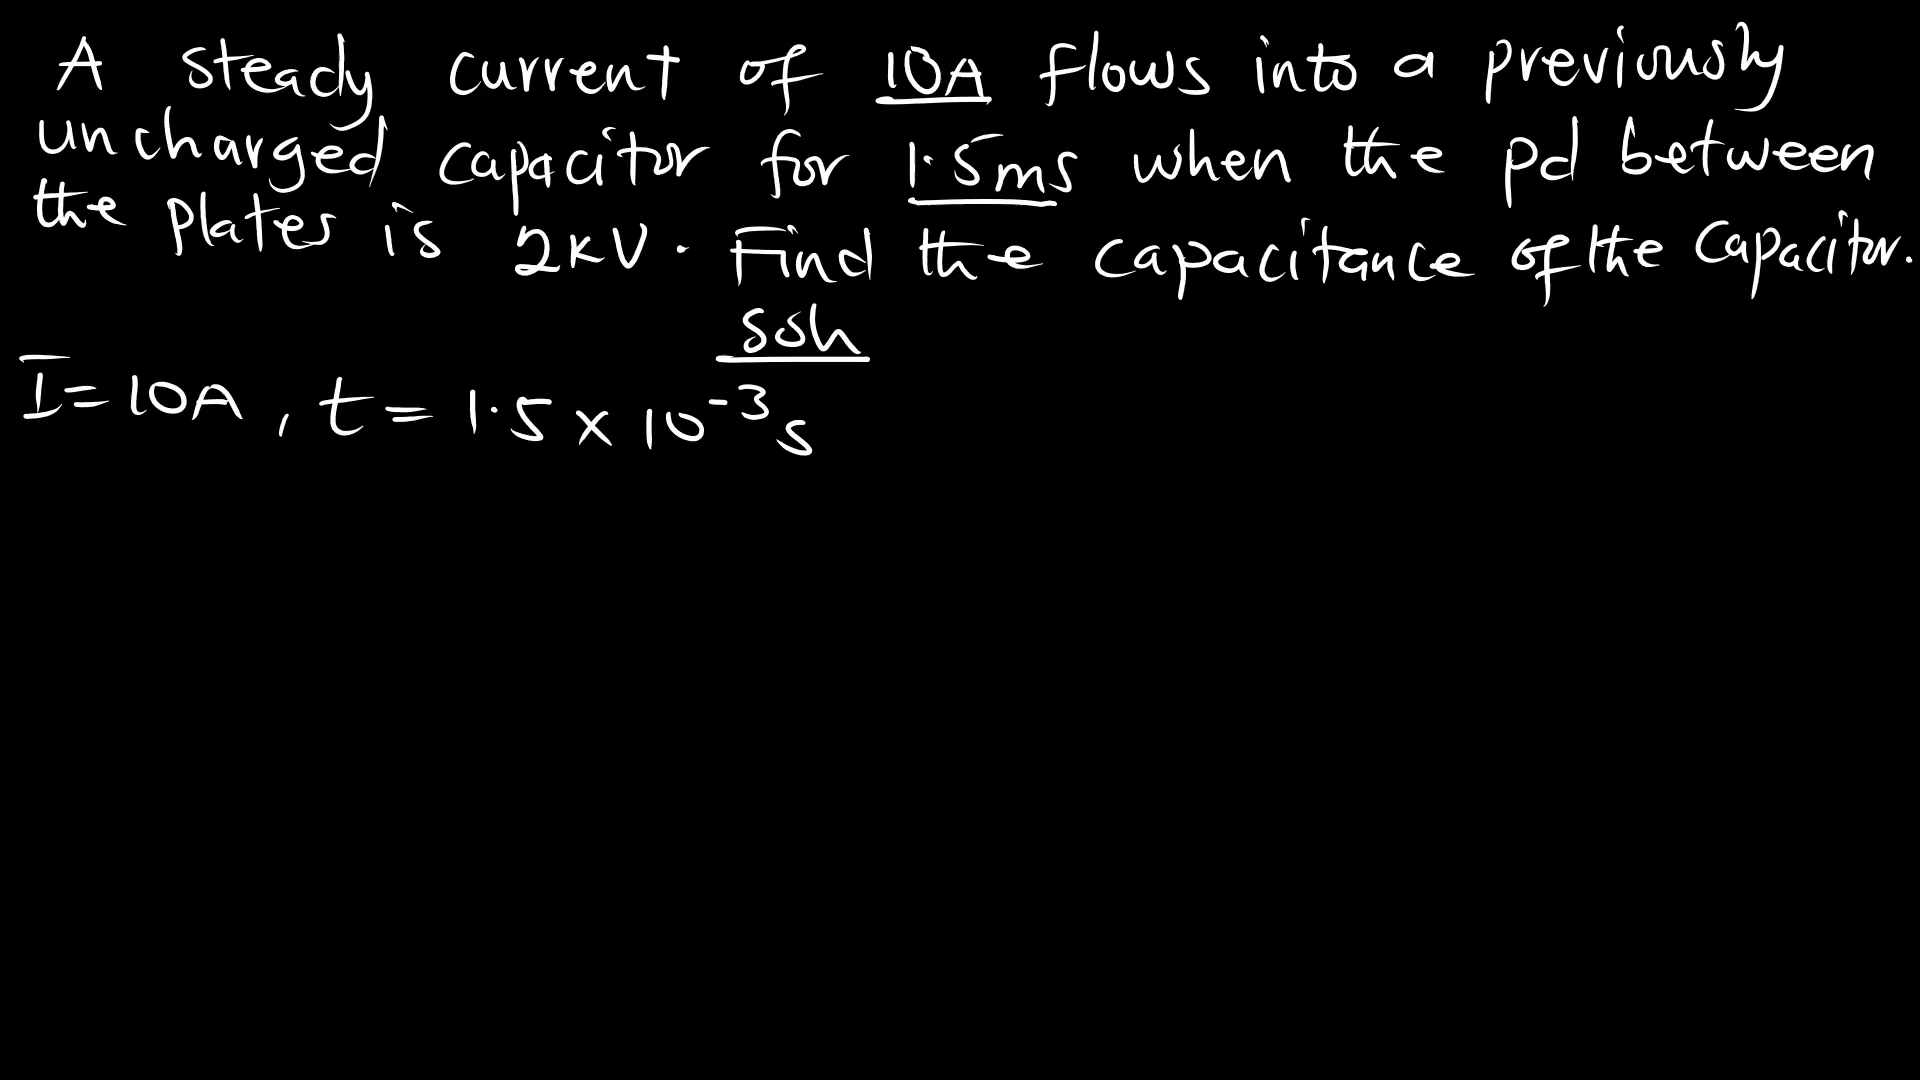 A steady current of 10A flows into a previously
uncharged capacitor for 1.5ms when the pd between
the plates is 2kV. Find the capacitance of the capacitor.
soln
I=10A, t=1.5×10⁻³s